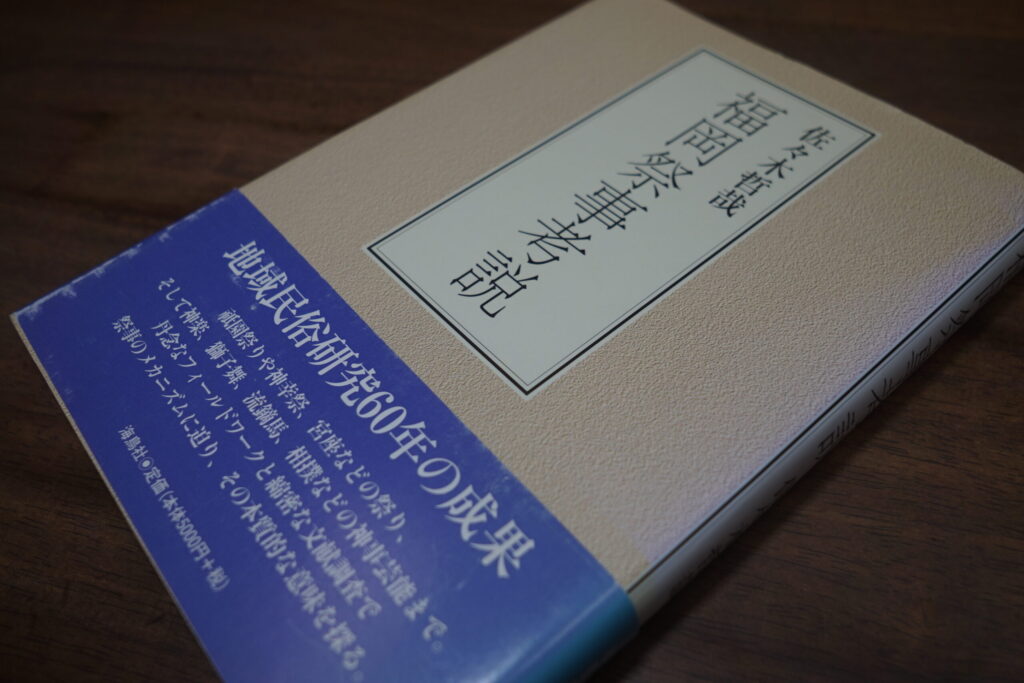 佐々木哲哉
福岡祭事考説
地域民俗研究60年の成果
祇園祭りや神幸祭、宮座などの祭り、
そして神楽、獅子舞、流鏑馬、相撲などの神事芸能まで。
丹念なフィールドワークと綿密な文献調査で
祭事のメカニズムに迫り、その本質的な意味を探る。
海鳥社●定価(本体5000円+税)